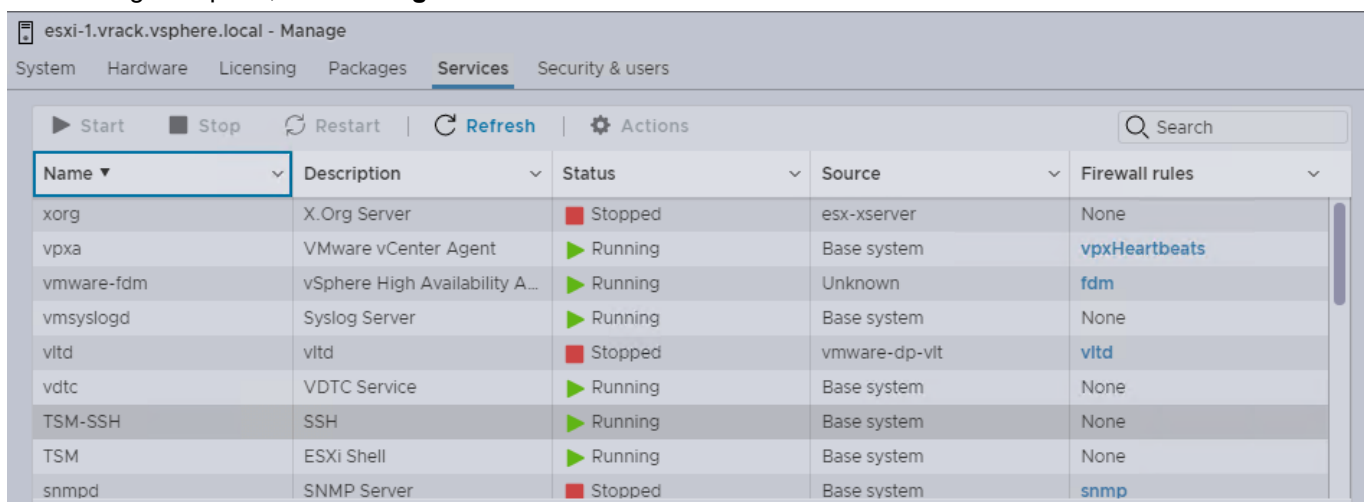 esxi-1.vrack.vsphere.local - Manage
System Hardware Licensing Packages Services Security & users
Start Stop Restart | Refresh | Actions Search
Name ▼ Description Status Source Firewall rules
xorg X.Org Server Stopped esx-xserver None
vpxa VMware vCenter Agent Running Base system vpxHeartbeats
vmware-fdm vSphere High Availability A... Running Unknown fdm
vmsyslogd Syslog Server Running Base system None
vltd vltd Stopped vmware-dp-vlt vltd
vdtc VDTC Service Running Base system None
TSM-SSH SSH Running Base system None
TSM ESXi Shell Running Base system None
snmpd SNMP Server Stopped Base system snmp